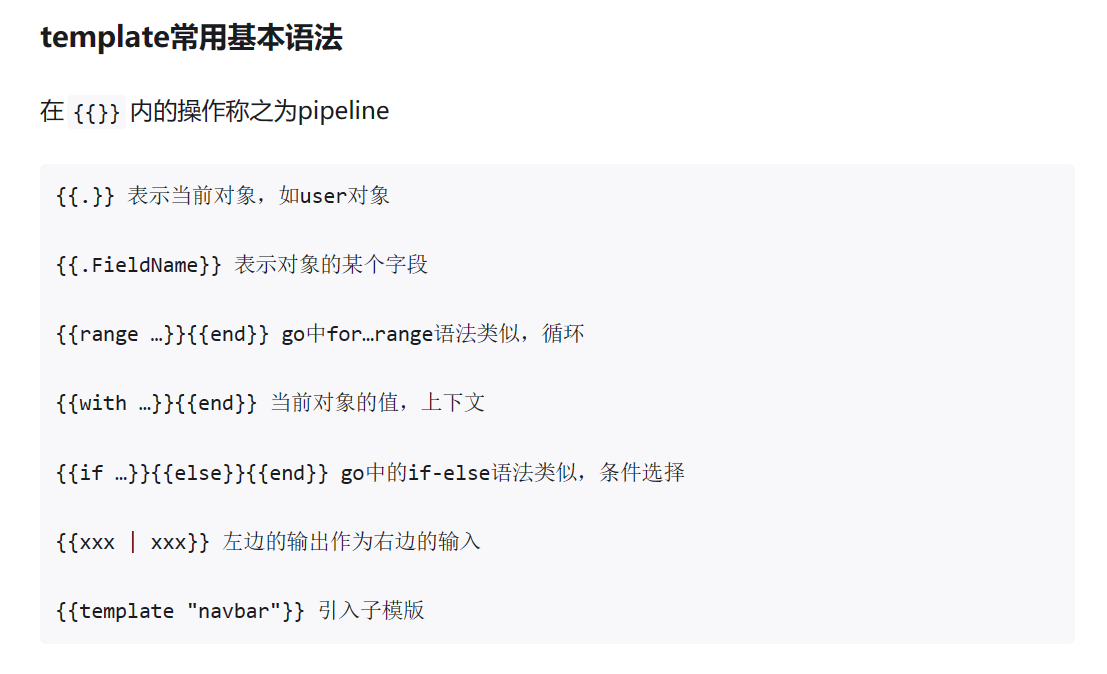 template常用基本语法
在 {{}} 内的操作称之为pipeline
{{.}} 表示当前对象，如user对象
{{.FieldName}} 表示对象的某个字段
{{range …}}{{end}} go中for…range语法类似，循环
{{with …}}{{end}} 当前对象的值，上下文
{{if …}}{{else}}{{end}} go中的if-else语法类似，条件选择
{{xxx | xxx}} 左边的输出作为右边的输入
{{template "navbar"}} 引入子模版